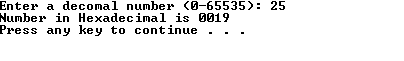 Enter a decomal number (0-65535): 25
Number in Hexadecimal is 0019
Press any key to continue . . .